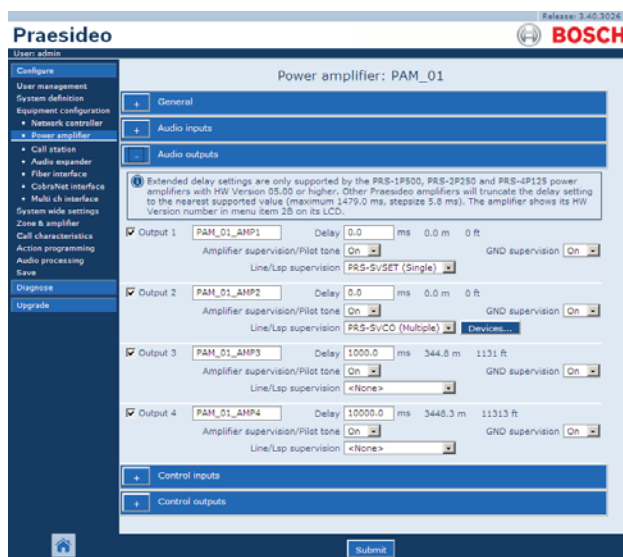 Release: 3.40.3026
Praesideo
BOSCH
User: admin
Configure
User management
System definition
Equipment configuration
• Network controller
• Power amplifier
• Call station
• Audio expander
• Fiber interface
• CobraNet interface
• Multi ch interface
System wide settings
Zone & amplifier
Call characteristics
Action programming
Audio processing
Save
Diagnose
Upgrade
Power amplifier: PAM_01
+ General
+ Audio inputs
- Audio outputs
Extended delay settings are only supported by the PRS-1P500, PRS-2P250 and PRS-4P125 power
amplifiers with HW Version 05.00 or higher. Other Praesideo amplifiers will truncate the delay setting
to the nearest supported value (maximum 1479.0 ms, stepsize 5.8 ms). The amplifier shows its HW
Version number in menu item 2B on its LCD.
Output 1 PAM_01_AMP1 Delay 0.0 ms 0.0 m 0 ft
Amplifier supervision/Pilot tone On GND supervision On
Line/Lsp supervision PRS-SVSET (Single)
Output 2 PAM_01_AMP2 Delay 0.0 ms 0.0 m 0 ft
Amplifier supervision/Pilot tone On GND supervision On
Line/Lsp supervision PRS-SVCO (Multiple) Devices...
Output 3 PAM_01_AMP3 Delay 1000.0 ms 344.8 m 1131 ft
Amplifier supervision/Pilot tone On GND supervision On
Line/Lsp supervision <None>
Output 4 PAM_01_AMP4 Delay 10000.0 ms 3448.3 m 11313 ft
Amplifier supervision/Pilot tone On GND supervision On
Line/Lsp supervision <None>
+ Control inputs
+ Control outputs
Submit